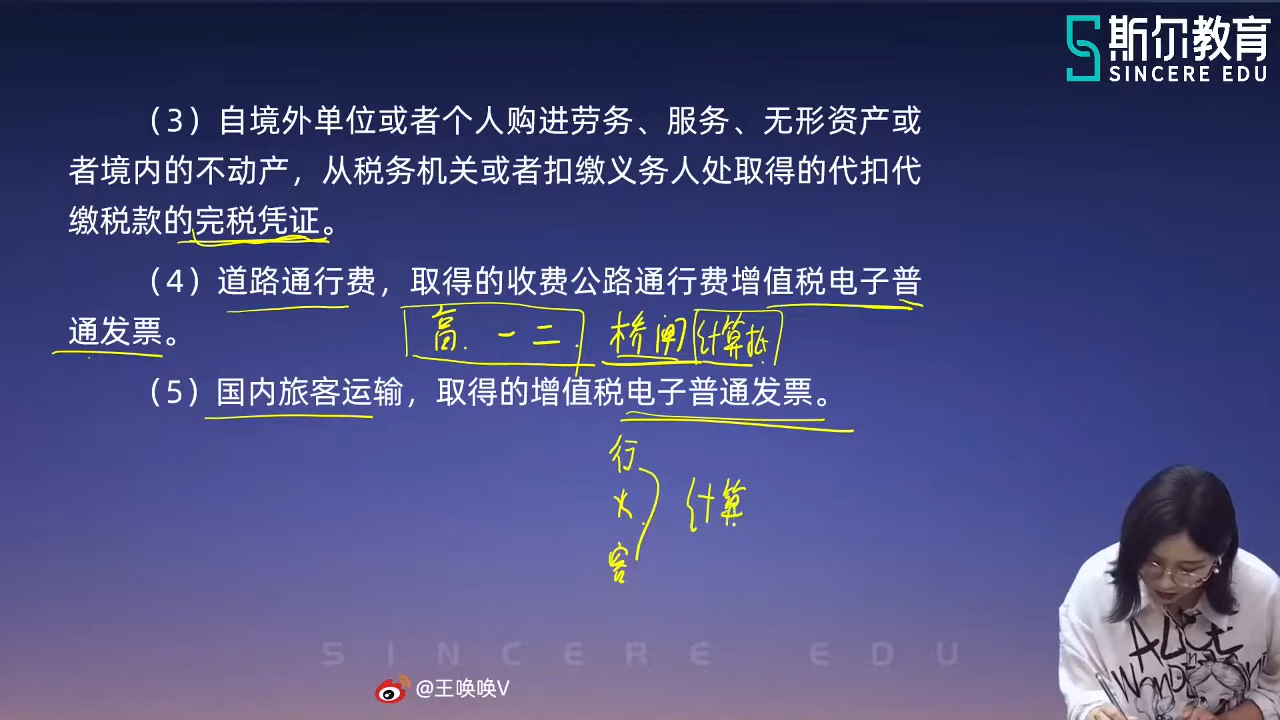 斯尔教育
SINCERE EDU
（3）自境外单位或者个人购进劳务、服务、无形资产或
者境内的不动产，从税务机关或者扣缴义务人处取得的代扣代
缴税款的完税凭证。
（4）道路通行费，取得的收费公路通行费增值税电子普
通发票。
高. 一 二. 桥闸 计算抵
（5）国内旅客运输，取得的增值税电子普通发票。
行
火
客
计算
SINCERE EDU
@王唤唤V
ALICE